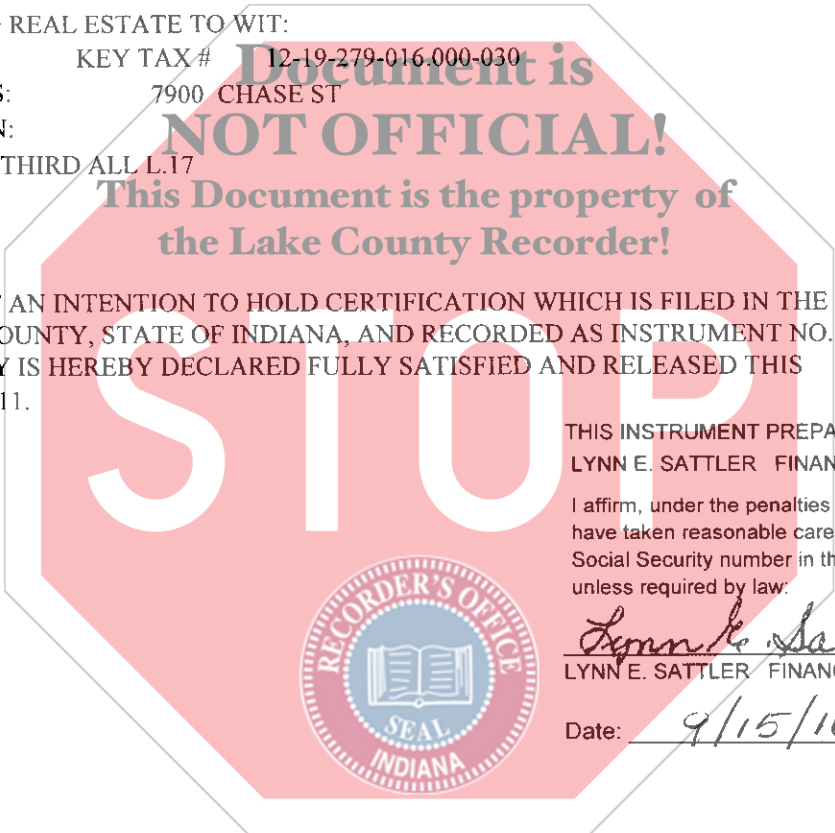 REAL ESTATE TO WIT:
KEY TAX # 12-19-279-016.000-030
S: 7900 CHASE ST
N:
THIRD ALL L.17
Document is
NOT OFFICIAL!
This Document is the property of
the Lake County Recorder!
AN INTENTION TO HOLD CERTIFICATION WHICH IS FILED IN THE
OUNTY, STATE OF INDIANA, AND RECORDED AS INSTRUMENT NO.
Y IS HEREBY DECLARED FULLY SATISFIED AND RELEASED THIS
11.
STOP
THIS INSTRUMENT PREPA
LYNN E. SATTLER FINAN
I affirm, under the penalties
have taken reasonable care
Social Security number in th
unless required by law:
Lynn E. Sa
LYNN E. SATTLER FINANC
Date: 9/15/1
RECORDER'S OFFICE
SEAL
INDIANA